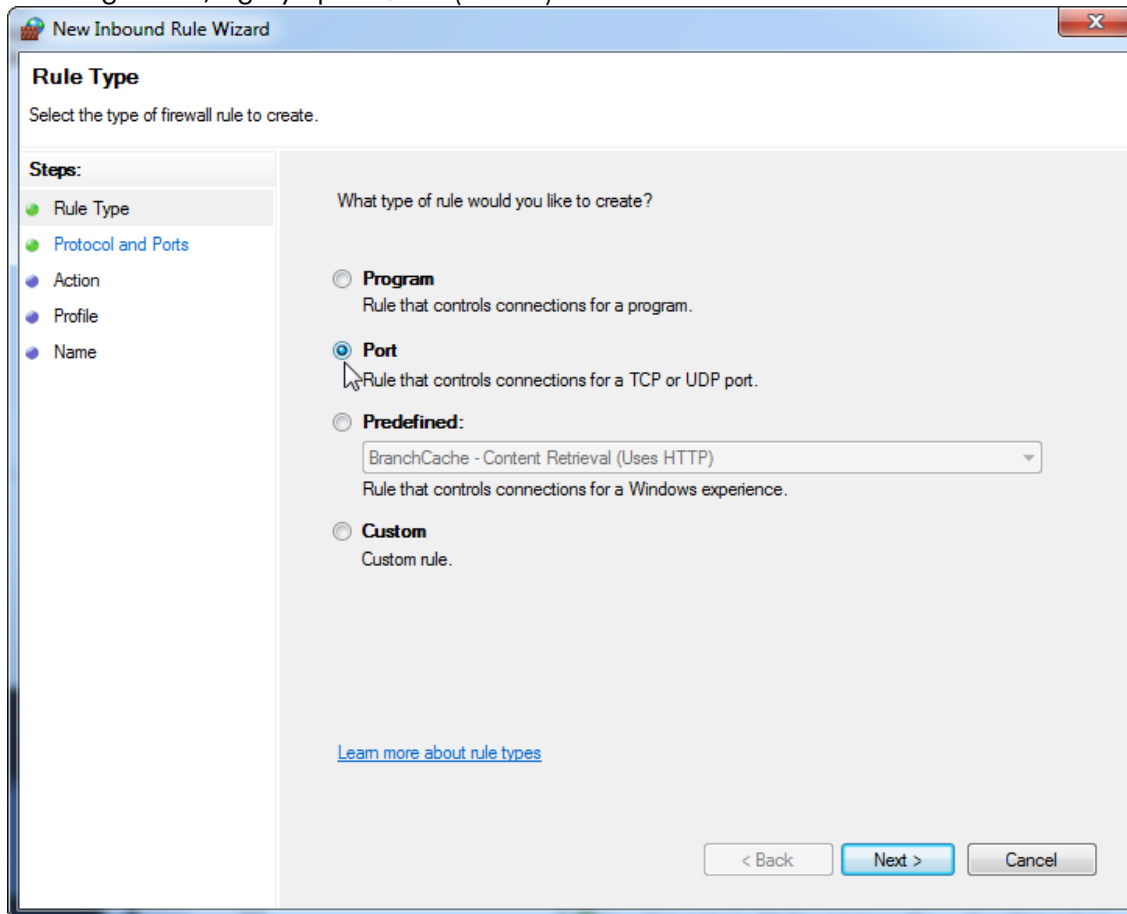 New Inbound Rule Wizard
Rule Type
Select the type of firewall rule to create.
Steps:
Rule Type
Protocol and Ports
Action
Profile
Name
What type of rule would you like to create?
Program
Rule that controls connections for a program.
Port
Rule that controls connections for a TCP or UDP port.
Predefined:
BranchCache - Content Retrieval (Uses HTTP)
Rule that controls connections for a Windows experience.
Custom
Custom rule.
Learn more about rule types
< Back
Next >
Cancel